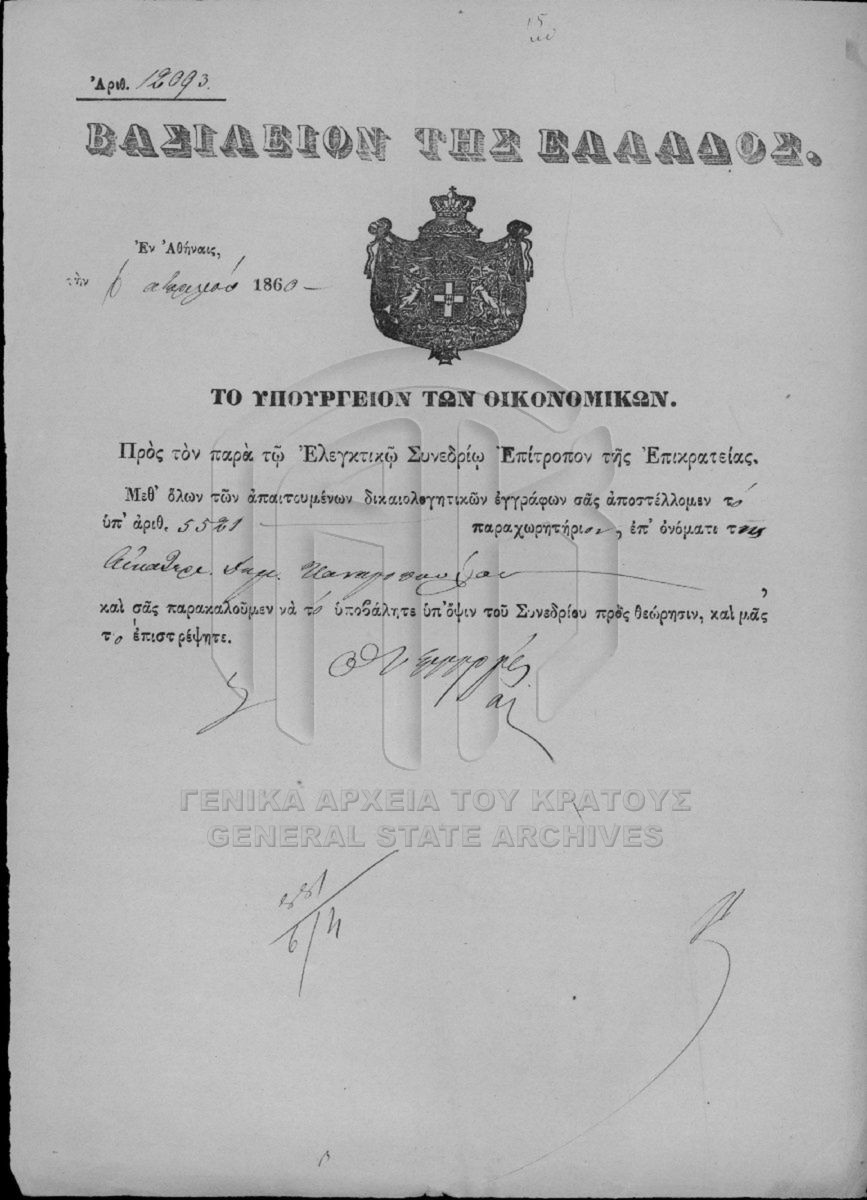 15
Ἀριθ. 12093.
ΒΑΣΙΛΕΙΟΝ ΤΗΣ ΕΛΛΑΔΟΣ.
Ἐν Ἀθήναις,
τὴν 6 1860
ΤΟ ΥΠΟΥΡΓΕΙΟΝ ΤΩΝ ΟΙΚΟΝΟΜΙΚΩΝ.
Πρὸς τὸν παρὰ τῷ Ἐλεγκτικῷ Συνεδρίῳ Ἐπίτροπον τῆς Ἐπικρατείας.
Μεθ' ὅλων τῶν ἀπαιτουμένων δικαιολογητικῶν ἐγγράφων σᾶς ἀποστέλλομεν τὸ
ὑπ' ἀριθ. 5521 παραχωρητήριον, ἐπ' ὀνόματι τῆς
,
καὶ σᾶς παρακαλοῦμεν νὰ τὸ ὑποβάλητε ὑπ' ὄψιν τοῦ Συνεδρίου πρὸς θεώρησιν, καὶ μᾶς
τὸ ἐπιστρέψητε.
Ὁ Ὑπουργός
ΓΕΝΙΚΑ ΑΡΧΕΙΑ ΤΟΥ ΚΡΑΤΟΥΣ
GENERAL STATE ARCHIVES
6/4